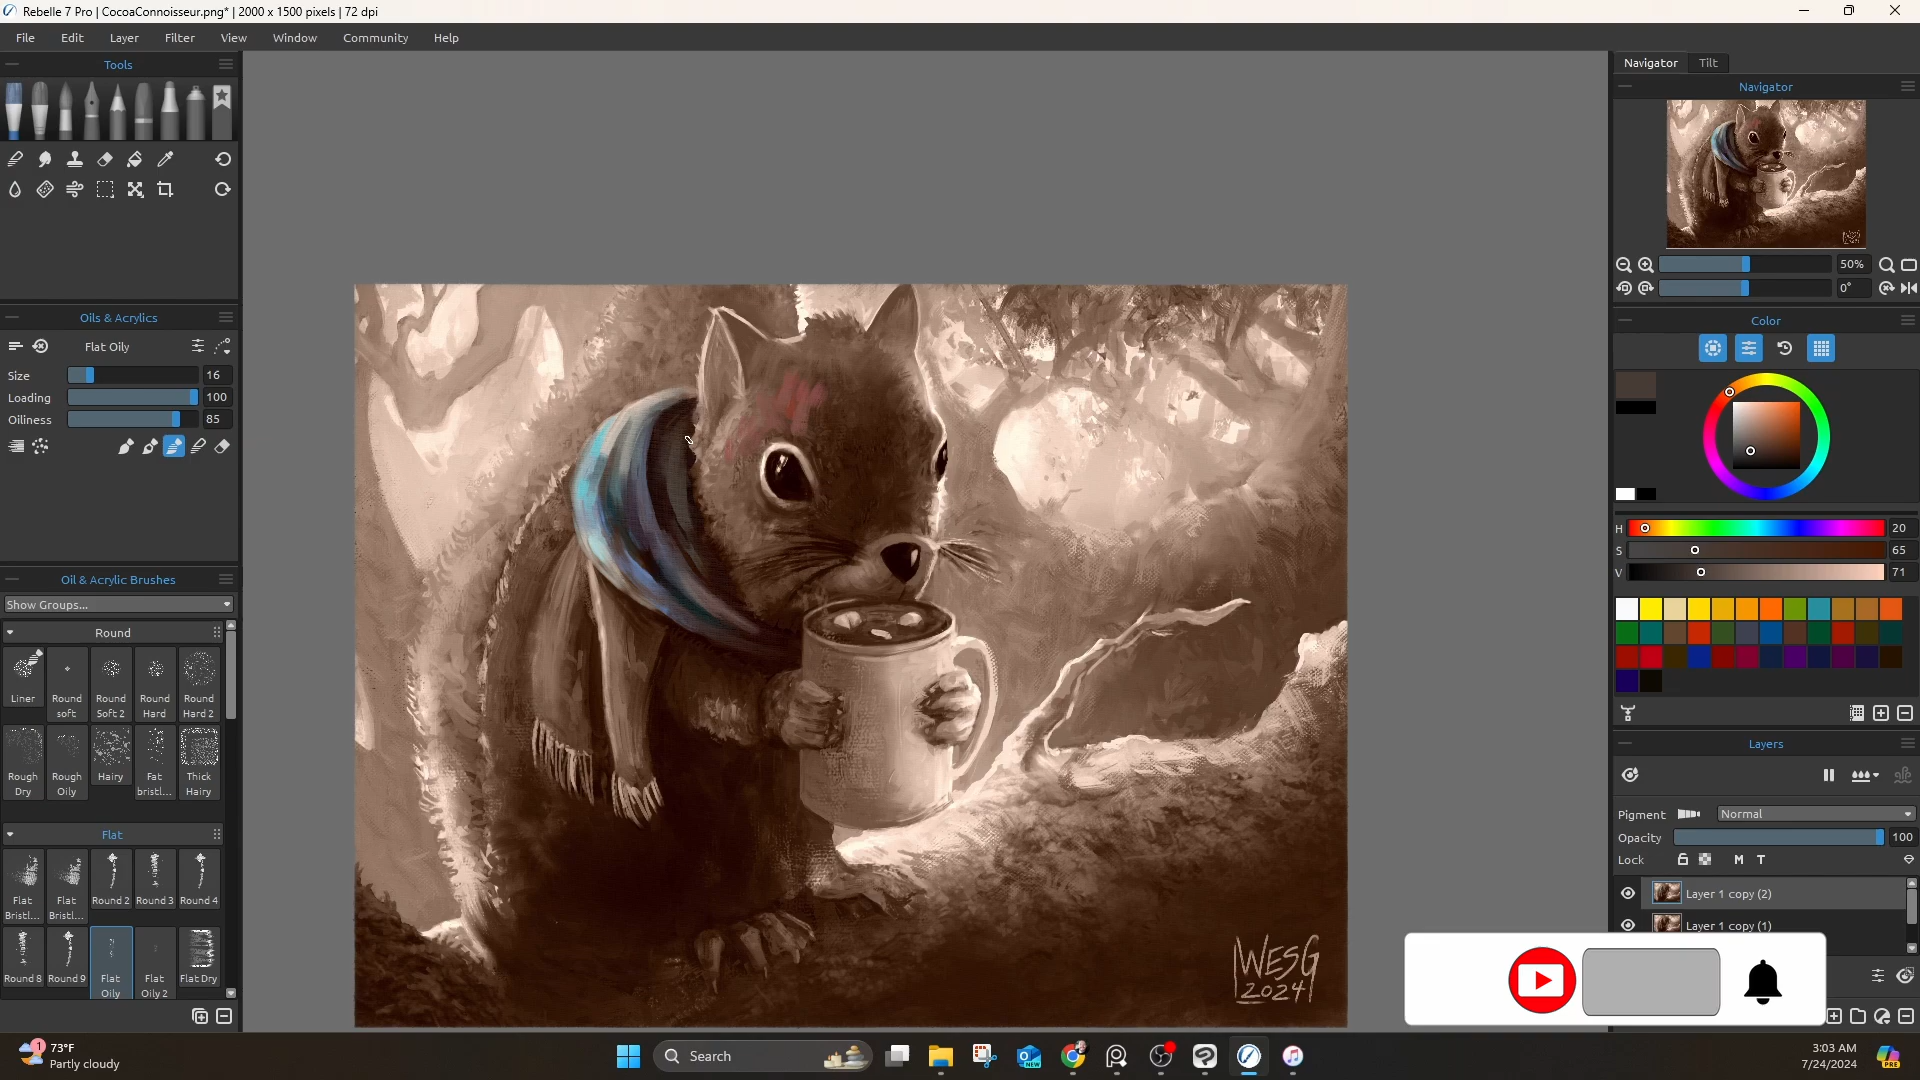 Rebelle 7 Pro | CocoaConnoisseur.png* | 2000 x 1500 pixels | 72 dpi
File Edit Layer Filter View Window Community Help
Tools
Oils & Acrylics
Flat Oily
Size 16
Loading 100
Oiliness 85
Oil & Acrylic Brushes
Show Groups...
Round
Liner Round soft Round Soft 2 Round Hard Round Hard 2
Rough Dry Rough Oily Hairy Fat bristl... Thick Hairy
Flat
Flat Bristl... Flat Bristl... Round 2 Round 3 Round 4
Round 8 Round 9 Flat Oily Flat Oily 2 Flat Dry
WESG
2024
Navigator Tilt
Navigator
50%
0°
Color
H 20
S 65
V 71
Layers
Pigment Normal
Opacity 100
Lock M T
Layer 1 copy (2)
Layer 1 copy (1)
1 73°F
Partly cloudy
Search
NEW
3:03 AM
7/24/2024
PRE